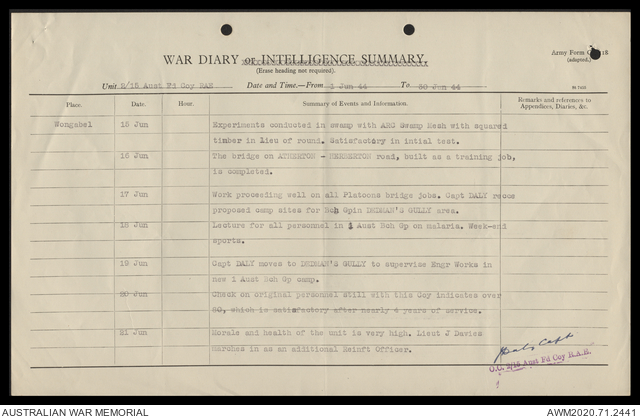 WAR DIARY or INTELLIGENCE SUMMARY.
(Erase heading not required).
Army Form
(adapted.)
Unit 2/15 Aust Fd Coy RAE Date and Time.—From 1 Jun 44 To 30 Jun 44
Place. Date. Hour. Summary of Events and Information. Remarks and references to Appendices, Diaries, &c.
Wongabel 15 Jun Experiments conducted in swamp with ARC Swamp Mesh with squared
timber in lieu of round. Satisfactory in intial test.
16 Jun The bridge on ATHERTON - HERBERTON road, built as a training job,
is completed.
17 Jun Work proceeding well on all Platoons bridge jobs. Capt DALY recos
proposed camp sites for Bch Gpin DEDMAN'S GULLY area.
18 Jun Lecture for all personnel in 1 Aust Bch Gp on malaria. Week-end
sports.
19 Jun Capt DALY moves to DEDMAN'S GULLY to supervise Engr Works in
new 1 Aust Bch Gp camp.
20 Jun Check on original personnel still with this Coy indicates over
80, which is satisfactory after nearly 4 years of service.
21 Jun Morale and health of the unit is very high. Lieut J Davies
marches in as an additional Reinft Officer.
Capt
O.C. 2/15 Aust Fd Coy R.A.E.
AUSTRALIAN WAR MEMORIAL
AWM2020.71.2441